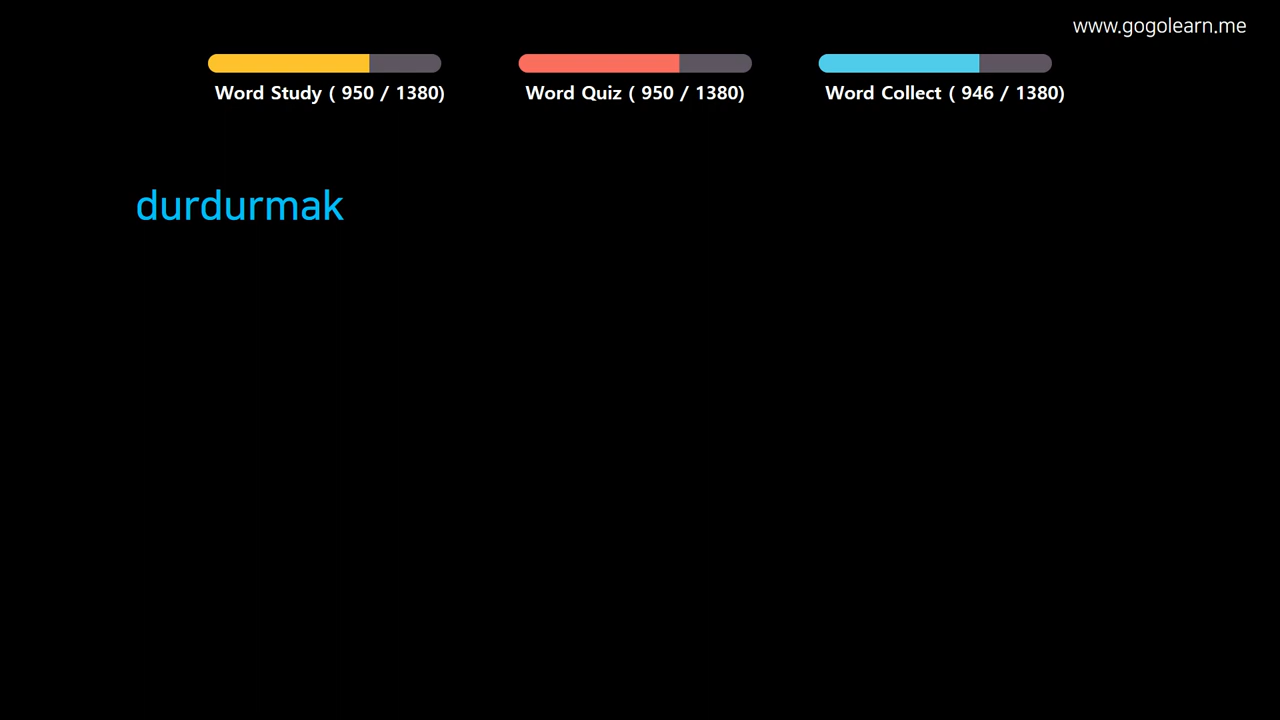 www.gogolearn.me
Word Study ( 950 / 1380)
Word Quiz ( 950 / 1380)
Word Collect ( 946 / 1380)
durdurmak